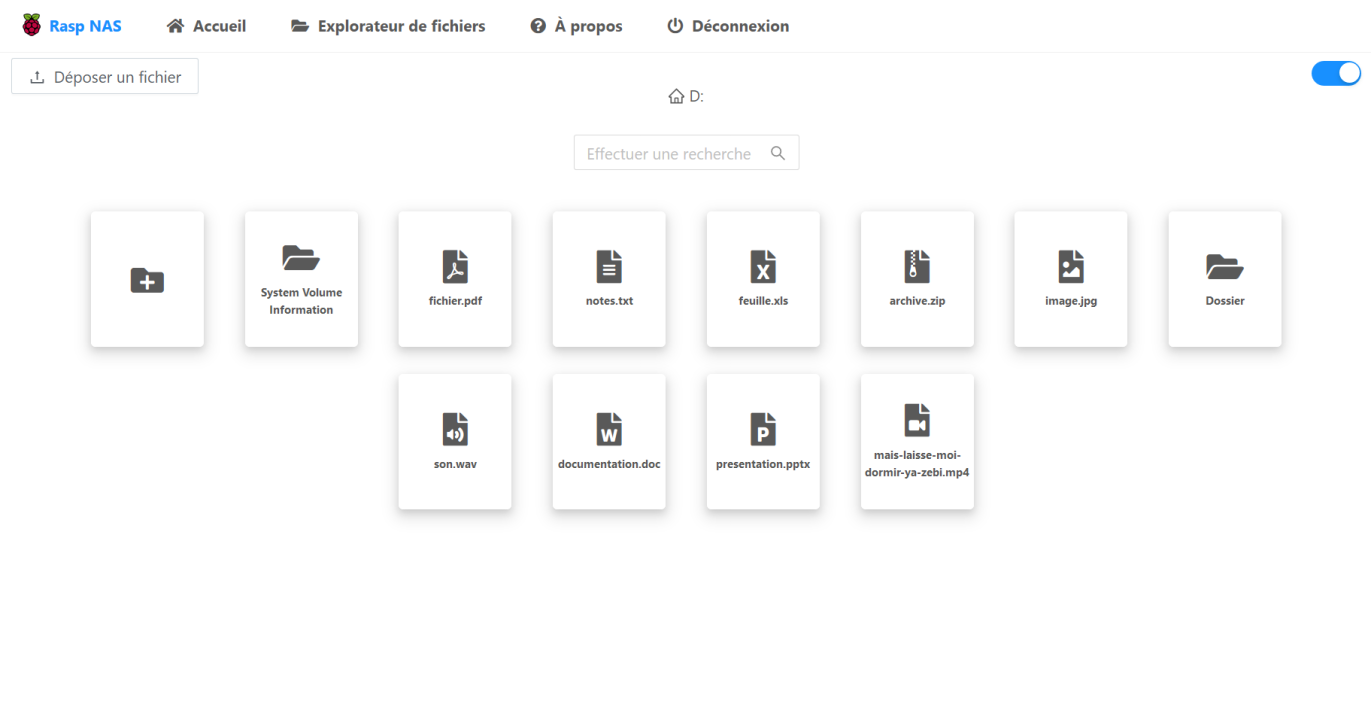 Rasp NAS Accueil Explorateur de fichiers À propos Déconnexion
Déposer un fichier
D:
Effectuer une recherche
System Volume
Information
fichier.pdf
notes.txt
feuille.xls
archive.zip
image.jpg
Dossier
son.wav
documentation.doc
presentation.pptx
mais-laisse-moi-
dormir-ya-zebi.mp4